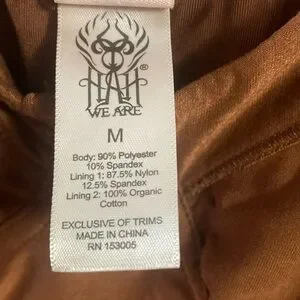 HAH
®
WE ARE
M
Body: 90% Polyester
10% Spandex
Lining 1: 87.5% Nylon
12.5% Spandex
Lining 2: 100% Organic
Cotton
EXCLUSIVE OF TRIMS
MADE IN CHINA
RN 153005